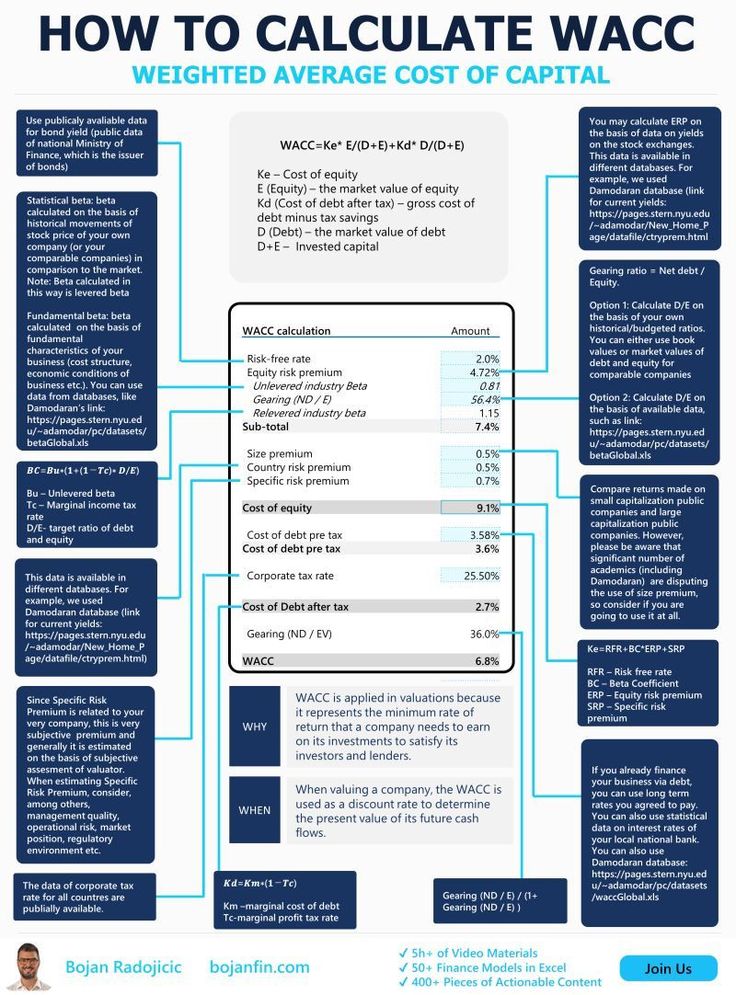 HOW TO CALCULATE WACC
WEIGHTED AVERAGE COST OF CAPITAL
Use publicaly avaliable data
for bond yield (public data
of national Ministry of
Finance, which is the issuer
of bonds)
Statistical beta: beta
calculated on the basis of
historical movements of
stock price of your own
company (or your
comparable companies) in
comparison to the market.
Note: Beta calculated in
this way is levered beta
Fundamental beta: beta
calculated on the basis of
fundamental
characteristics of your
business (cost structure,
economic conditions of
business etc.). You can use
data from databases, like
Damodaran's link:
https://pages.stern.nyu.ed
u/~adamodar/pc/datasets/
betaGlobal.xls
BC=Bu*(1+(1−Tc)* D/E)
Bu – Unlevered beta
Tc – Marginal income tax
rate
D/E- target ratio of debt
and equity
This data is available in
different databases. For
example, we used
Damodaran database (link
for current yields:
https://pages.stern.nyu.edu
/~adamodar/New_Home_P
age/datafile/ctryprem.html)
Since Specific Risk
Premium is related to your
very company, this is very
subjective premium and
generally it is estimated
on the basis of subjective
assesment of valuator.
When estimating Specific
Risk Premium, consider,
among others,
management quality,
operational risk, market
position, regulatory
environment etc.
The data of corporate tax
rate for all countres are
publially available.
WACC=Ke* E/(D+E)+Kd* D/(D+E)
Ke – Cost of equity
E (Equity) – the market value of equity
Kd (Cost of debt after tax) – gross cost of
debt minus tax savings
D (Debt) – the market value of debt
D+E – Invested capital
WACC calculation Amount
Risk-free rate 2.0%
Equity risk premium 4.72%
Unlevered industry Beta 0.81
Gearing (ND / E) 56.4%
Relevered industry beta 1.15
Sub-total 7.4%
Size premium 0.5%
Country risk premium 0.5%
Specific risk premium 0.7%
Cost of equity 9.1%
Cost of debt pre tax 3.58%
Cost of debt pre tax 3.6%
Corporate tax rate 25.50%
Cost of Debt after tax 2.7%
Gearing (ND / EV) 36.0%
WACC 6.8%
WHY
WACC is applied in valuations because
it represents the minimum rate of
return that a company needs to earn
on its investments to satisfy its
investors and lenders.
WHEN
When valuing a company, the WACC is
used as a discount rate to determine
the present value of its future cash
flows.
Kd=Km*(1−Tc)
Km –marginal cost of debt
Tc-marginal profit tax rate
Gearing (ND / E) / (1+
Gearing (ND / E) )
You may calculate ERP on
the basis of data on yields
on the stock exchanges.
This data is available in
different databases. For
example, we used
Damodaran database (link
for current yields:
https://pages.stern.nyu.edu
/~adamodar/New_Home_P
age/datafile/ctryprem.html
Gearing ratio = Net debt /
Equity.
Option 1: Calculate D/E on
the basis of your own
historical/budgeted ratios.
You can either use book
values or market values of
debt and equity for
comparable companies
Option 2: Calculate D/E on
the basis of available data,
such as link:
https://pages.stern.nyu.ed
u/~adamodar/pc/datasets/
betaGlobal.xls
Compare returns made on
small capitalization public
companies and large
capitalization public
companies. However,
please be aware that
significant number of
academics (including
Damodaran) are disputing
the use of size premium,
so consider if you are
going to use it at all.
Ke=RFR+BC*ERP+SRP
RFR – Risk free rate
BC – Beta Coefficient
ERP – Equity risk premium
SRP – Specific risk
premium
If you already finance
your business via debt,
you can use long term
rates you agreed to pay.
You can also use statistical
data on interest rates of
your local national bank.
You can also use
Damodaran database:
https://pages.stern.nyu.ed
u/~adamodar/pc/datasets
/waccGlobal.xls
Bojan Radojicic bojanfin.com
✓ 5h+ of Video Materials
✓ 50+ Finance Models in Excel
✓ 400+ Pieces of Actionable Content
Join Us